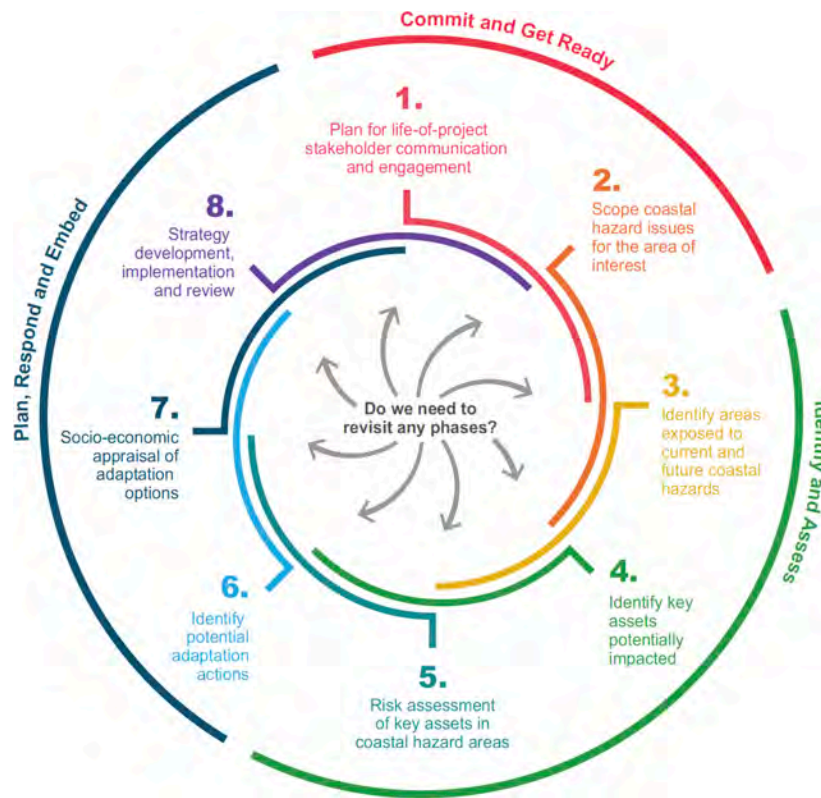 Commit and Get Ready
1.
Plan for life-of-project
stakeholder communication
and engagement
2.
Scope coastal
hazard issues
for the area of
interest
3.
Identify areas
exposed to
current and
future coastal
hazards
Identify and Assess
4.
Identify key
assets
potentially
impacted
5.
Risk assessment
of key assets in
coastal hazard areas
6.
Identify
potential
adaptation
actions
7.
Socio-economic
appraisal of
adaptation
options
8.
Strategy
development,
implementation
and review
Plan, Respond and Embed
Do we need to
revisit any phases?